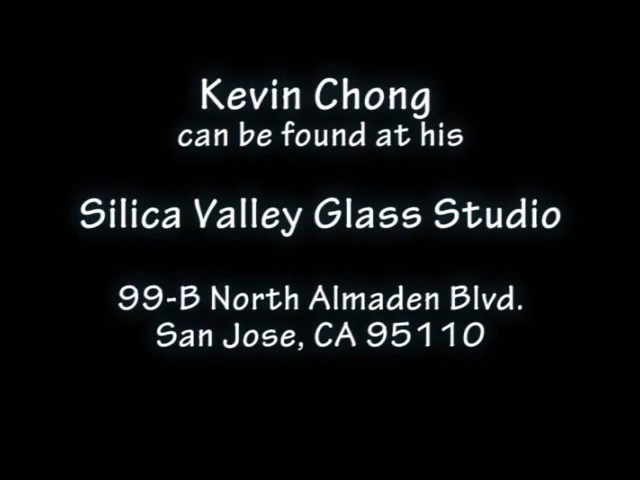 Kevin Chong
can be found at his
Silica Valley Glass Studio
99-B North Almaden Blvd.
San Jose, CA 95110